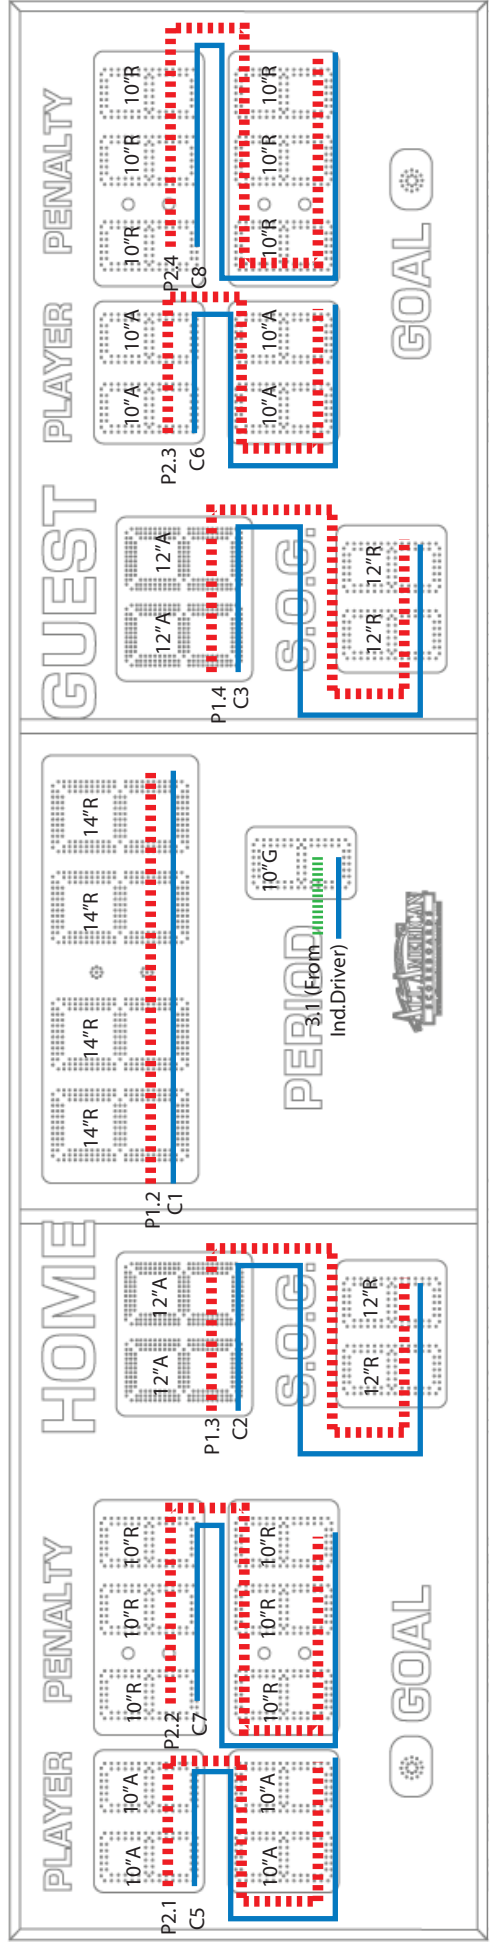 PLAYER
PENALTY
HOME
GUEST
PLAYER
PENALTY
10"A 10"A
P2.1
C5
10"A 10"A
10"R 10"R 10"R
P2.2
C7
10"R 10"R 10"R
GOAL
12"A 12"A
P1.3
C2
S.O.G.
12"R 12"R
14"R 14"R 14"R 14"R
P1.2
C1
PERIOD
10"G
3.1 (From
Ind.Driver)
All American
SCOREBOARDS
12"A 12"A
P1.4
C3
S.O.G.
12"R 12"R
10"A 10"A
P2.3
C6
10"A 10"A
10"R 10"R 10"R
P2.4
C8
10"R 10"R 10"R
GOAL